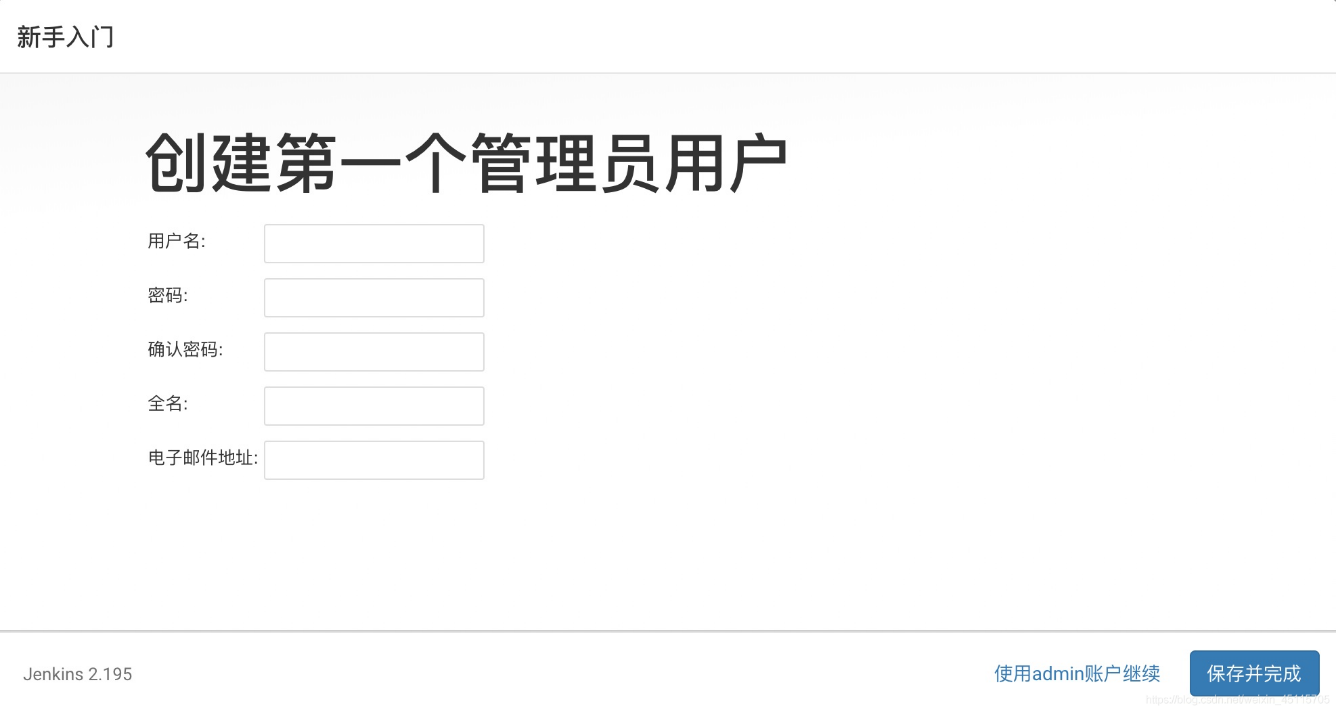 新手入门
创建第一个管理员用户
用户名:
密码:
确认密码:
全名:
电子邮件地址:
Jenkins 2.195
使用admin账户继续
保存并完成